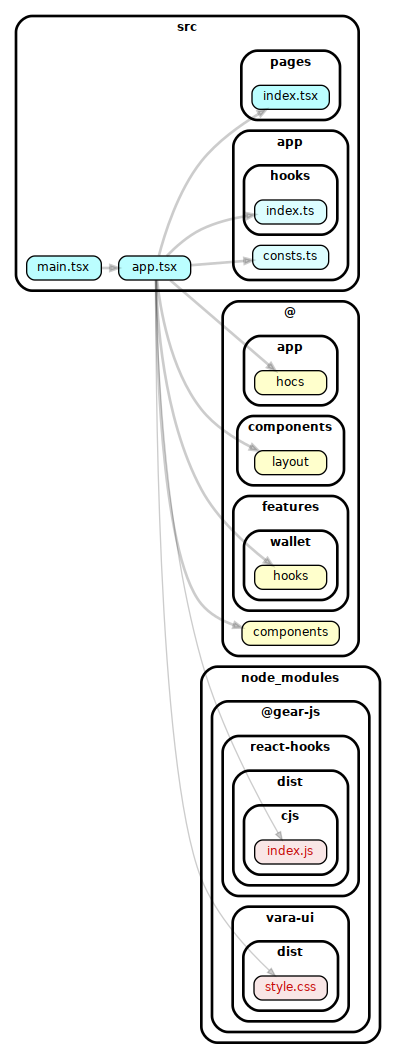 src
pages
index.tsx
app
hooks
index.ts
main.tsx
app.tsx
consts.ts
@
app
hocs
components
layout
features
wallet
hooks
components
node_modules
@gear-js
react-hooks
dist
cjs
index.js
vara-ui
dist
style.css